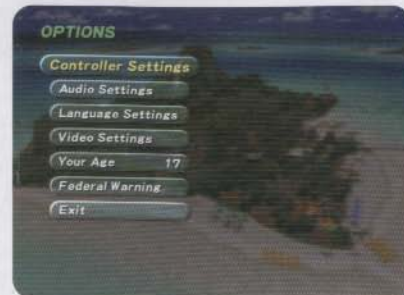 OPTIONS
Controller Settings
Audio Settings
Language Settings
Video Settings
Your Age 17
Federal Warning
Exit